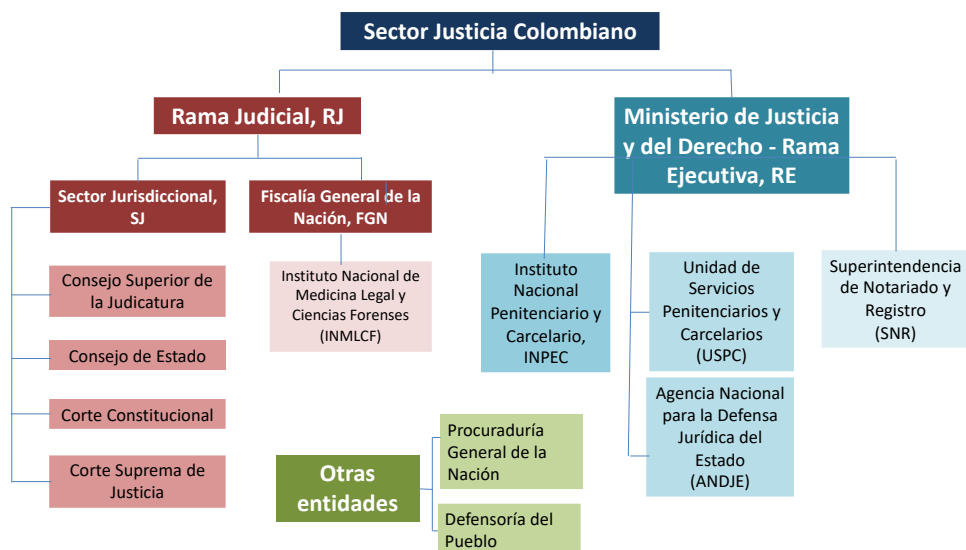 Sector Justicia Colombiano
Rama Judicial, RJ
Ministerio de Justicia
y del Derecho - Rama
Ejecutiva, RE
Sector Jurisdiccional,
SJ
Fiscalía General de la
Nación, FGN
Consejo Superior de
la Judicatura
Consejo de Estado
Corte Constitucional
Corte Suprema de
Justicia
Instituto Nacional de
Medicina Legal y
Ciencias Forenses
(INMLCF)
Instituto
Nacional
Penitenciario y
Carcelario,
INPEC
Unidad de
Servicios
Penitenciarios y
Carcelarios
(USPC)
Agencia Nacional
para la Defensa
Jurídica del
Estado
(ANDJE)
Superintendencia
de Notariado y
Registro
(SNR)
Otras
entidades
Procuraduría
General de la
Nación
Defensoría del
Pueblo